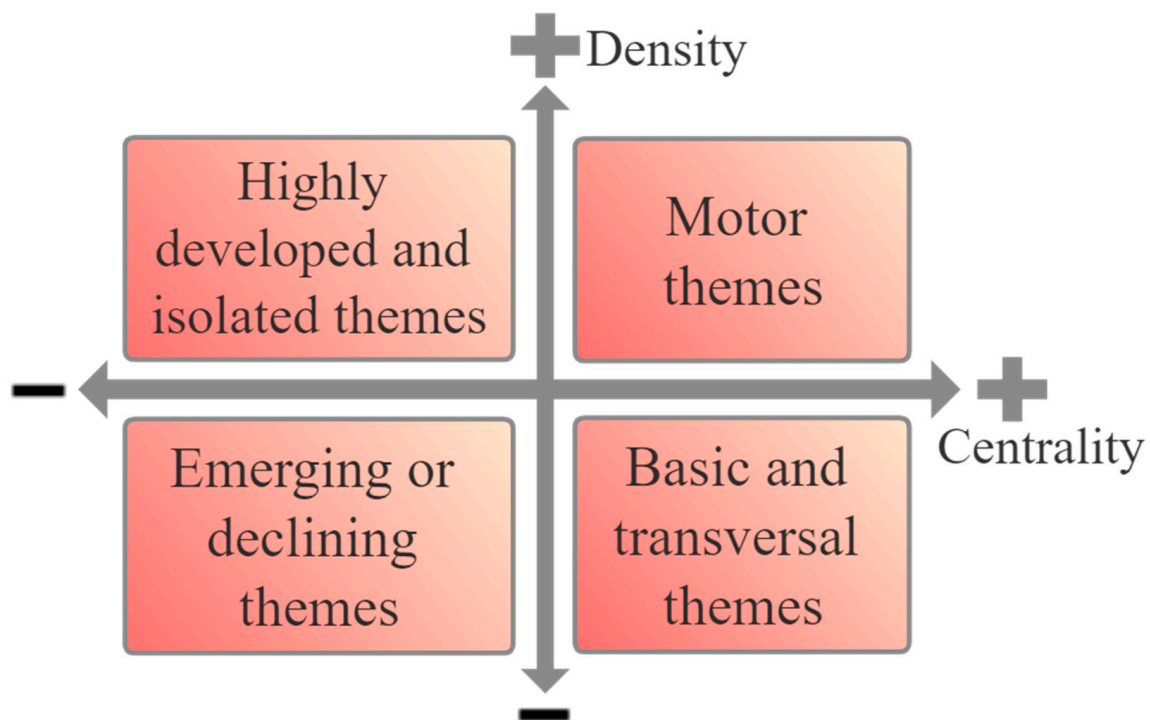 Density
Highly
developed and
isolated themes
Motor
themes
Centrality
Emerging or
declining
themes
Basic and
transversal
themes